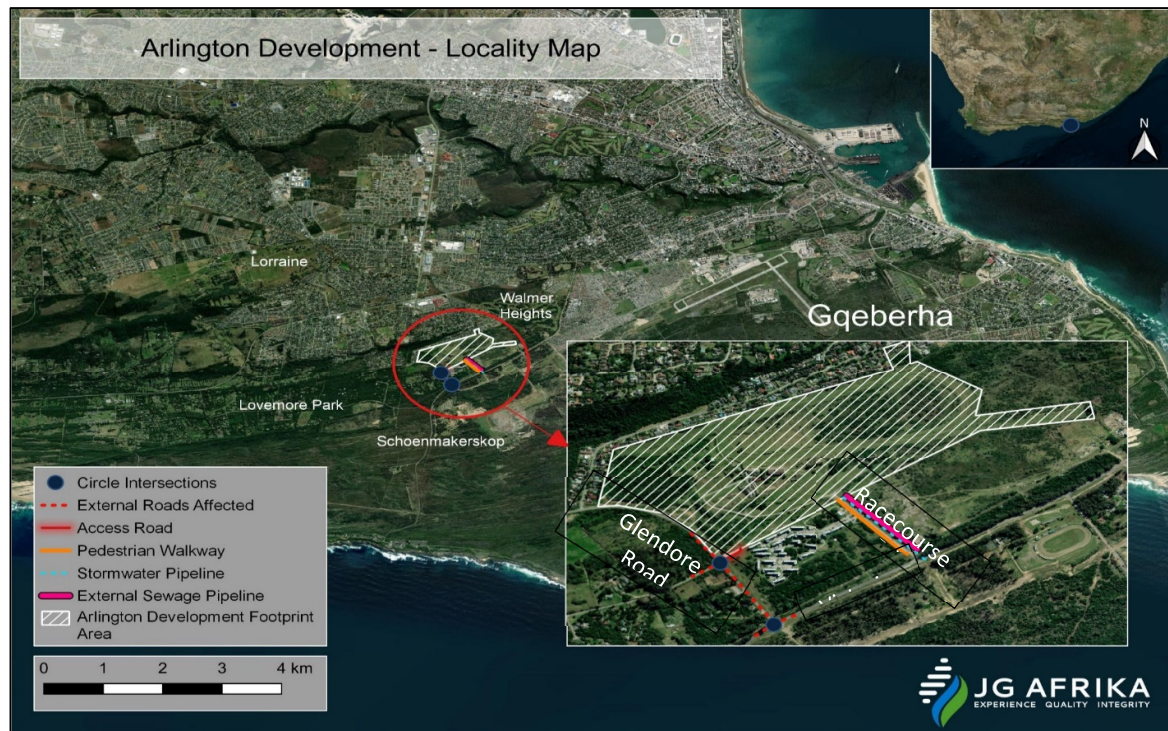 Arlington Development - Locality Map
N
Lorraine
Walmer
Heights
Gqeberha
Lovemore Park
Schoenmakerskop
Glendore
Road
Racecourse
Circle Intersections
External Roads Affected
Access Road
Pedestrian Walkway
Stormwater Pipeline
External Sewage Pipeline
Arlington Development Footprint
Area
0 1 2 3 4 km
JG AFRIKA
EXPERIENCE QUALITY INTEGRITY